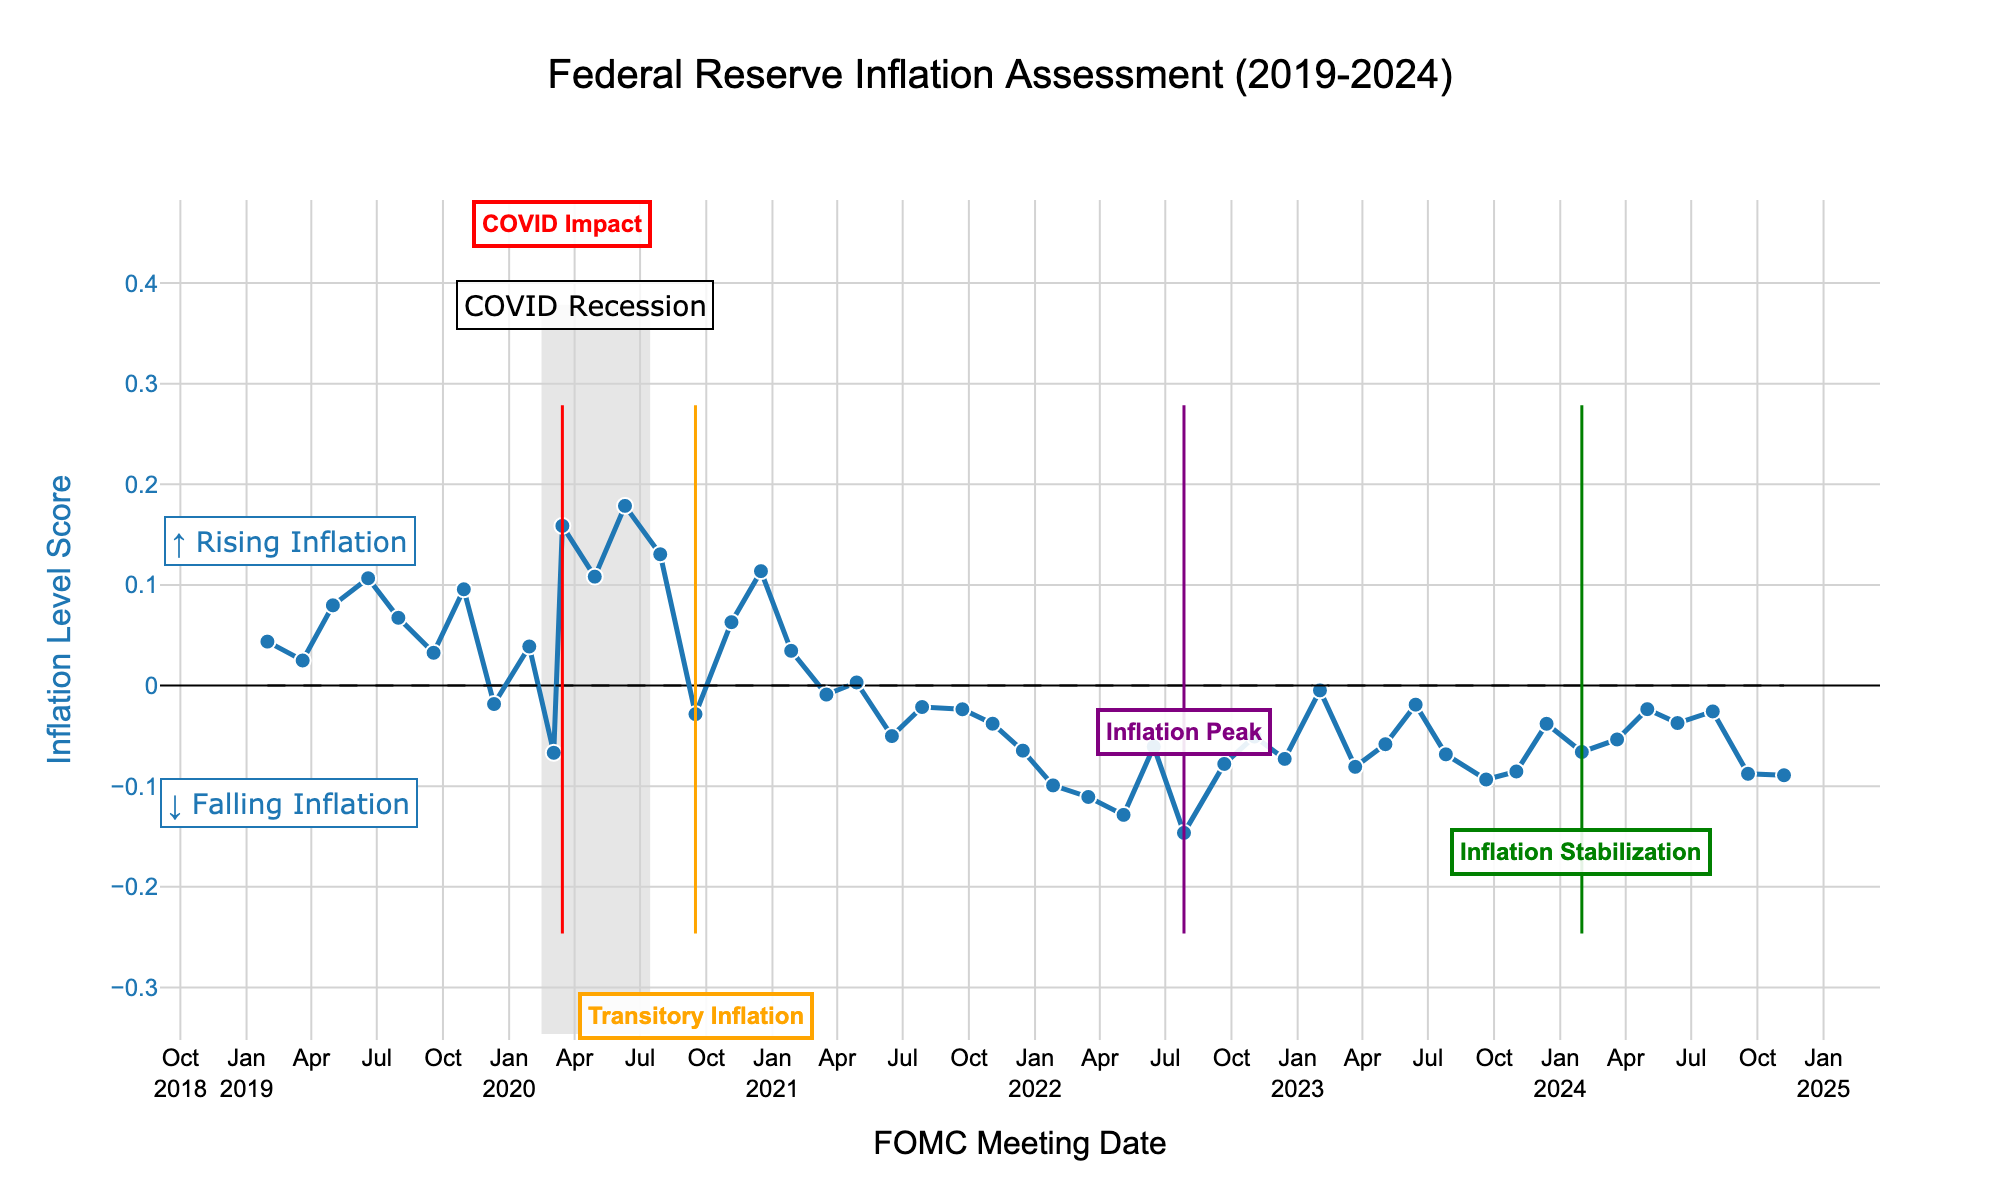 Federal Reserve Inflation Assessment (2019-2024)
COVID Impact
COVID Recession
0.4
0.3
0.2
0.1
0
−0.1
−0.2
−0.3
Inflation Level Score
↑ Rising Inflation
↓ Falling Inflation
Inflation Peak
Inflation Stabilization
Transitory Inflation
Oct Jan Apr Jul Oct Jan Apr Jul Oct Jan Apr Jul Oct Jan Apr Jul Oct Jan Apr Jul Oct Jan Apr Jul Oct Jan
2018 2019 2020 2021 2022 2023 2024 2025
FOMC Meeting Date